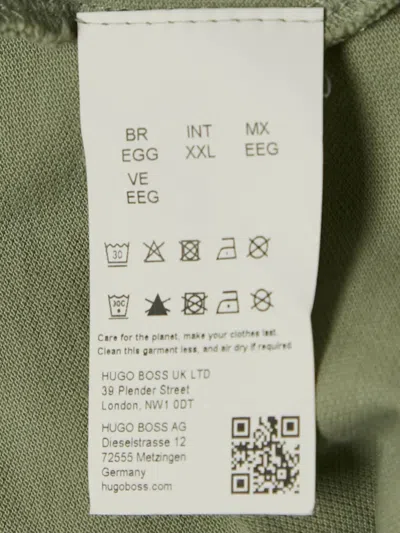 BR INT MX
EGG XXL EEG
VE
EEG
30
30C
Care for the planet, make your clothes last.
Clean this garment less, and air dry if required.
HUGO BOSS UK LTD
39 Plender Street
London, NW1 0DT
HUGO BOSS AG
Dieselstrasse 12
72555 Metzingen
Germany
hugoboss.com